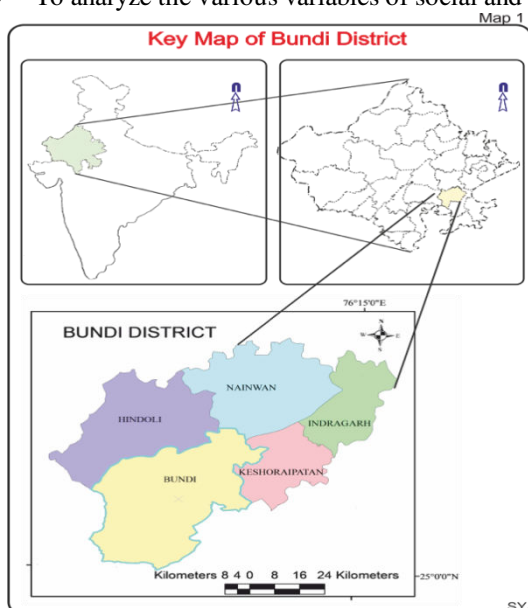 To analyze the various variables of social and
Map 1
Key Map of Bundi District
76°15'0"E
BUNDI DISTRICT
N
W E
S
NAINWAN
HINDOLI
INDRAGARH
KESHORAIPATAN
BUNDI
Kilometers 8 4 0 8 16 24 Kilometers
25°0'0"N